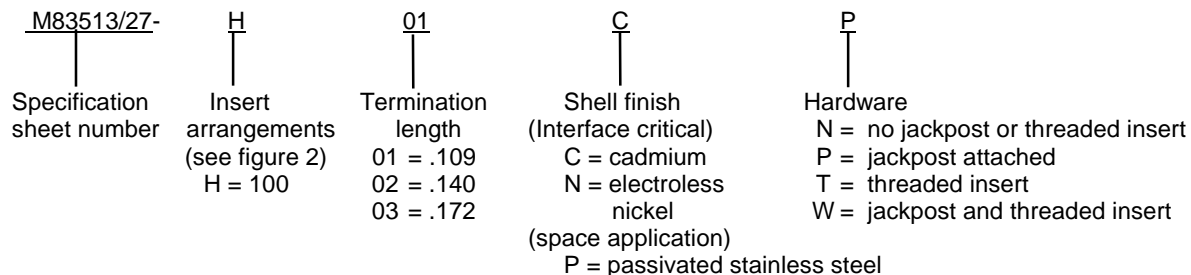 M83513/27- H 01 C P
Specification sheet number
Insert arrangements (see figure 2)
H = 100
Termination length
01 = .109
02 = .140
03 = .172
Shell finish
(Interface critical)
C = cadmium
N = electroless nickel
(space application)
P = passivated stainless steel
Hardware
N = no jackpost or threaded insert
P = jackpost attached
T = threaded insert
W = jackpost and threaded insert